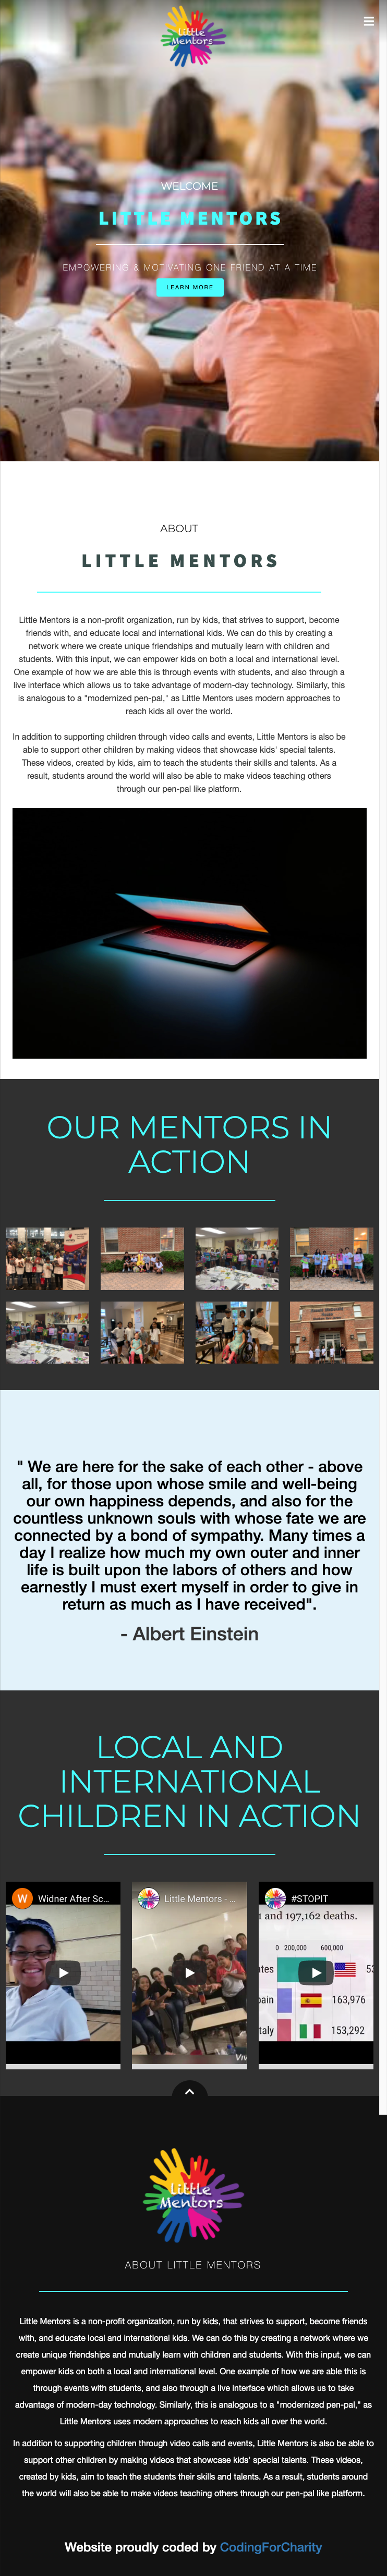 Little
Mentors
WELCOME
LITTLE MENTORS
EMPOWERING & MOTIVATING ONE FRIEND AT A TIME
LEARN MORE
ABOUT
LITTLE MENTORS
Little Mentors is a non-profit organization, run by kids, that strives to support, become
friends with, and educate local and international kids. We can do this by creating a
network where we create unique friendships and mutually learn with children and
students. With this input, we can empower kids on both a local and international level.
One example of how we are able this is through events with students, and also through a
live interface which allows us to take advantage of modern-day technology. Similarly, this
is analogous to a "modernized pen-pal," as Little Mentors uses modern approaches to
reach kids all over the world.
In addition to supporting children through video calls and events, Little Mentors is also be
able to support other children by making videos that showcase kids' special talents.
These videos, created by kids, aim to teach the students their skills and talents. As a
result, students around the world will also be able to make videos teaching others
through our pen-pal like platform.
OUR MENTORS IN
ACTION
" We are here for the sake of each other - above
all, for those upon whose smile and well-being
our own happiness depends, and also for the
countless unknown souls with whose fate we are
connected by a bond of sympathy. Many times a
day I realize how much my own outer and inner
life is built upon the labors of others and how
earnestly I must exert myself in order to give in
return as much as I have received".
- Albert Einstein
LOCAL AND
INTERNATIONAL
CHILDREN IN ACTION
W Widner After Sc...
Little Mentors - ...
#STOPIT
1 and 197,162 deaths.
0 200,000 600,000
ates 53
pain 163,976
taly 153,292
Little
Mentors
ABOUT LITTLE MENTORS
Little Mentors is a non-profit organization, run by kids, that strives to support, become friends
with, and educate local and international kids. We can do this by creating a network where we
create unique friendships and mutually learn with children and students. With this input, we can
empower kids on both a local and international level. One example of how we are able this is
through events with students, and also through a live interface which allows us to take
advantage of modern-day technology. Similarly, this is analogous to a "modernized pen-pal," as
Little Mentors uses modern approaches to reach kids all over the world.
In addition to supporting children through video calls and events, Little Mentors is also be able to
support other children by making videos that showcase kids' special talents. These videos,
created by kids, aim to teach the students their skills and talents. As a result, students around
the world will also be able to make videos teaching others through our pen-pal like platform.
Website proudly coded by CodingForCharity